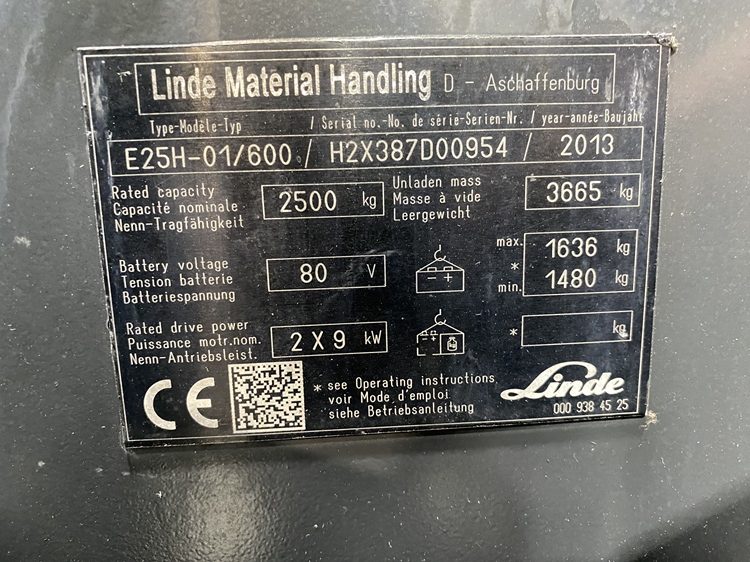 Linde Material Handling D - Aschaffenburg
Type-Modèle-Typ / Serial no.-No. de série-Serien-Nr. / year-année-Baujahr
E25H-01/600 / H2X387D00954 / 2013
Rated capacity
Capacité nominale
Nenn-Tragfähigkeit
2500 kg
Unladen mass
Masse à vide
Leergewicht
3665 kg
Battery voltage
Tension batterie
Batteriespannung
80 V
- +
max. 1636 kg
*
min. 1480 kg
Rated drive power
Puissance motr.nom.
Nenn-Antriebsleist.
2 X 9 kW
- +
kg
* kg
CE
* see Operating instructions
voir Mode d'emploi
siehe Betriebsanleitung
Linde
000 938 45 25